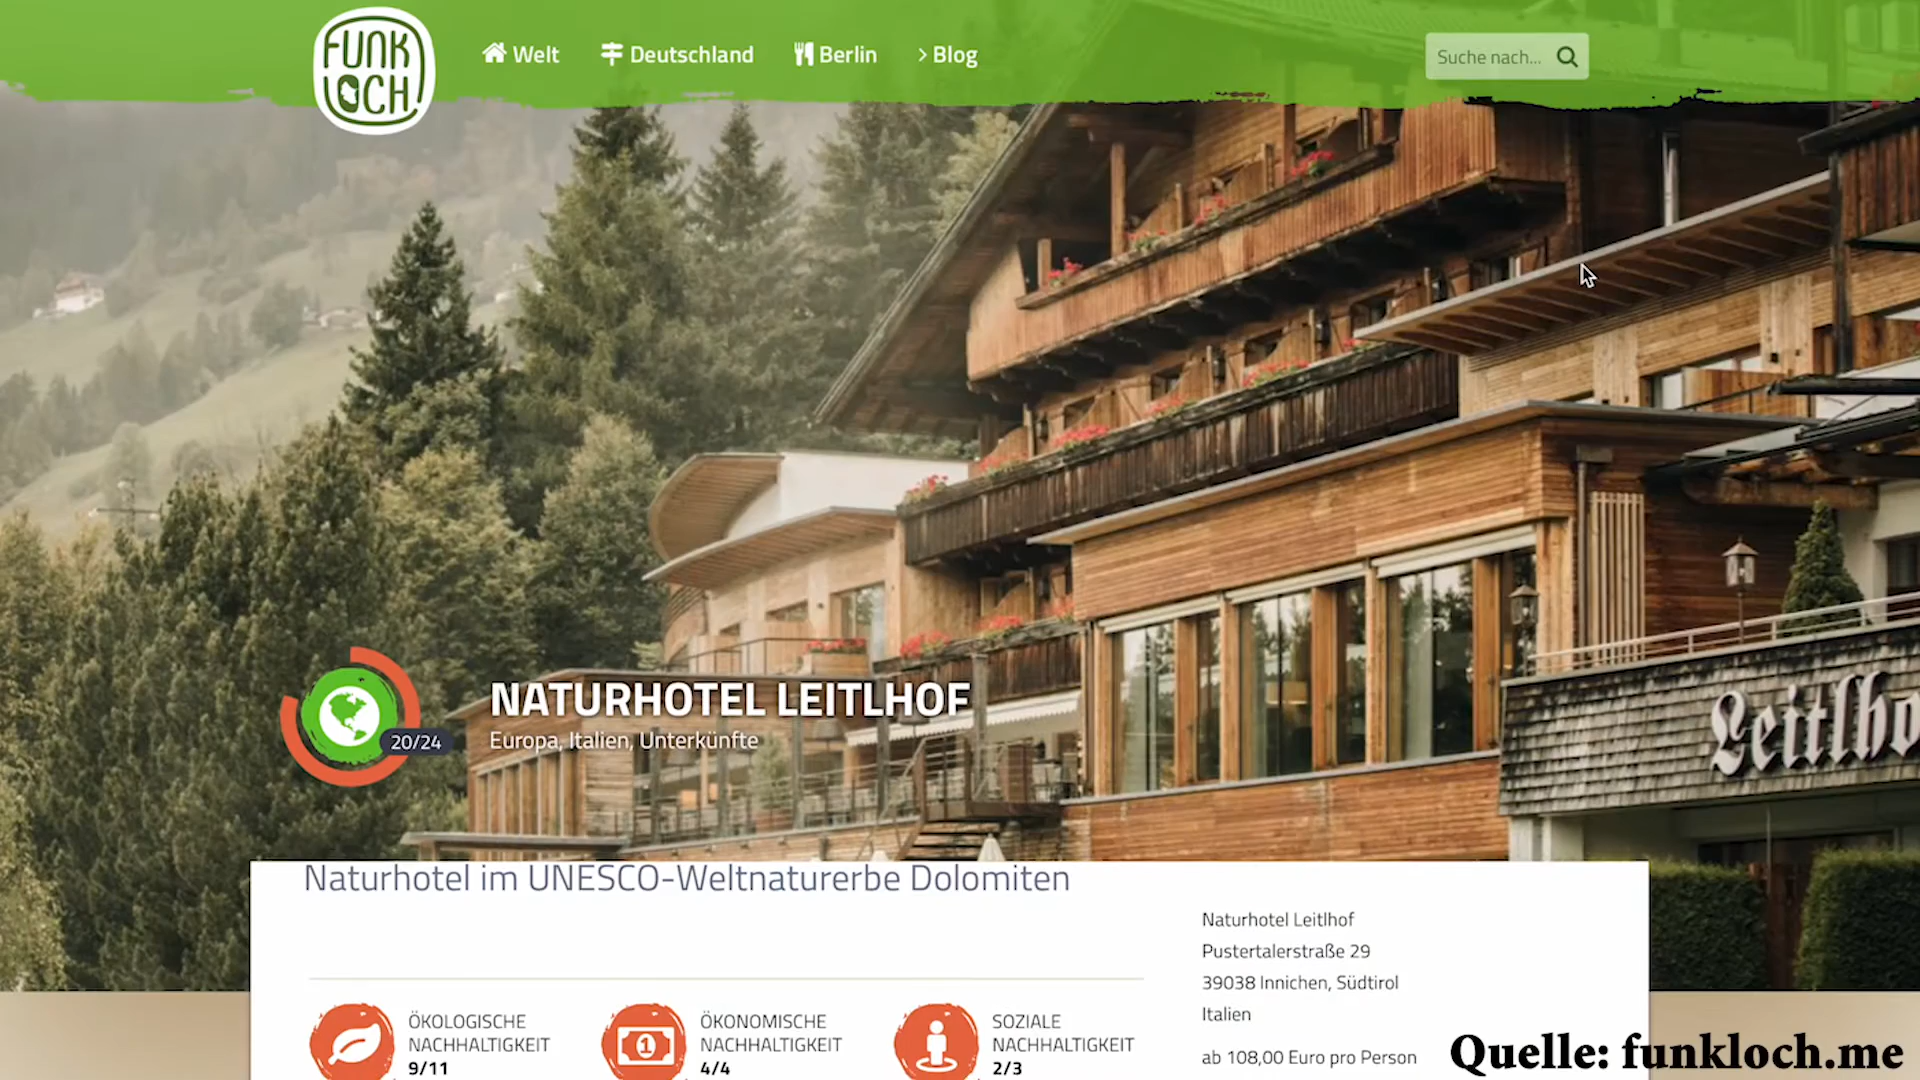 FUNK
LOCH!
Welt
Deutschland
Berlin
Blog
Suche nach...
Leitlho
20/24
NATURHOTEL LEITLHOF
Europa, Italien, Unterkünfte
Naturhotel im UNESCO-Weltnaturerbe Dolomiten
ÖKOLOGISCHE
NACHHALTIGKEIT
9/11
1
ÖKONOMISCHE
NACHHALTIGKEIT
4/4
SOZIALE
NACHHALTIGKEIT
2/3
Naturhotel Leitlhof
Pustertalerstraße 29
39038 Innichen, Südtirol
Italien
ab 108,00 Euro pro Person
Quelle: funkloch.me